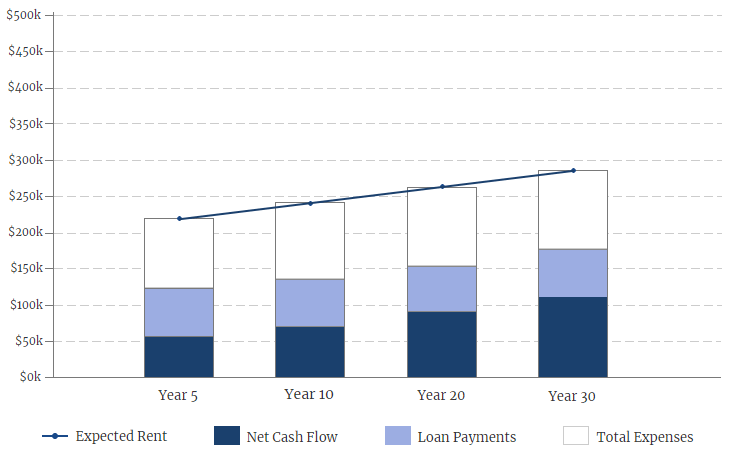 $500k
$450k
$400k
$350k
$300k
$250k
$200k
$150k
$100k
$50k
$0k
Year 5 Year 10 Year 20 Year 30
Expected Rent Net Cash Flow Loan Payments Total Expenses